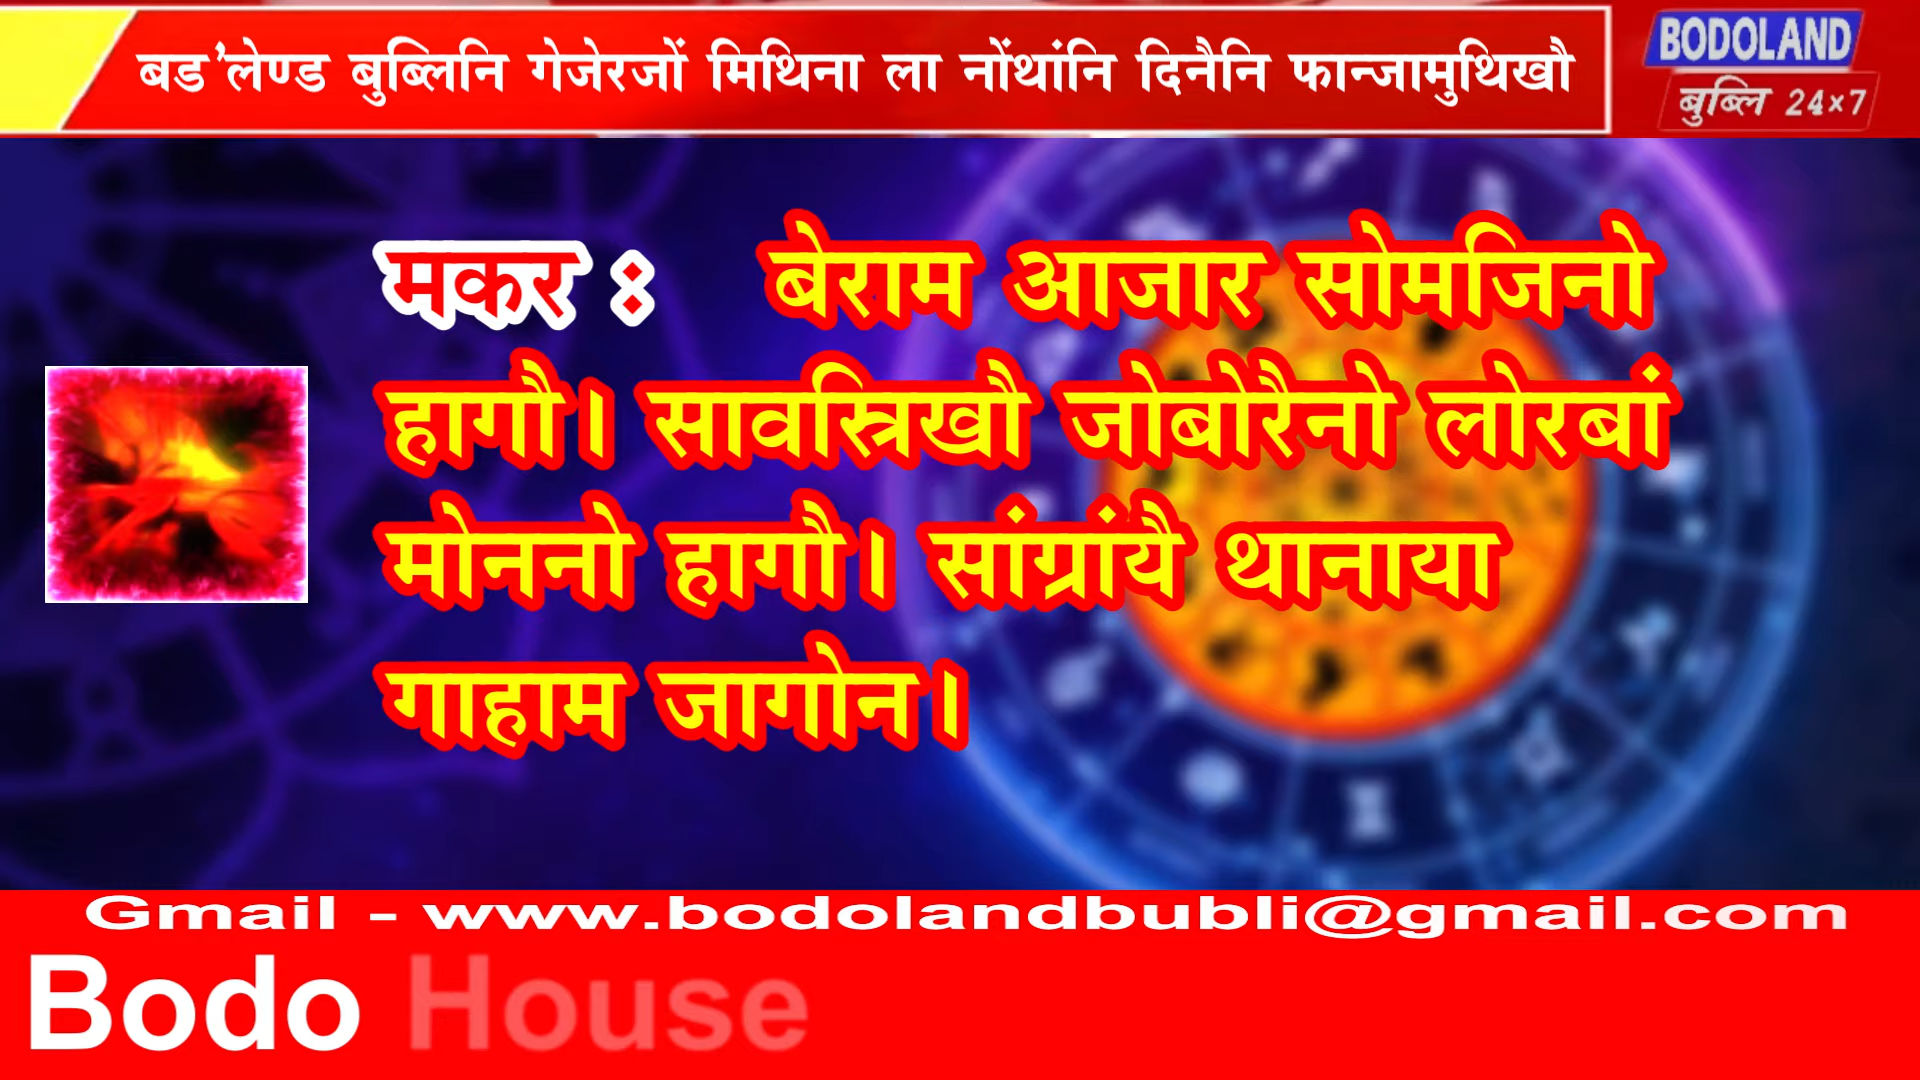 बड'लेण्ड बुब्लिनि गेजेरजों मिथिना ला नोंथांनि दिनैनि फान्जामुथिखौ
BODOLAND
बुब्लि 24×7
मकर : बेराम आजार सोमजिनो
हागौ। सावस्त्रिखौ जोबोरैनो लोरबां
मोननो हागौ। सांग्रांयै थानाया
गाहाम जागोन।
Gmail - www.bodolandbubli@gmail.com
Bodo House